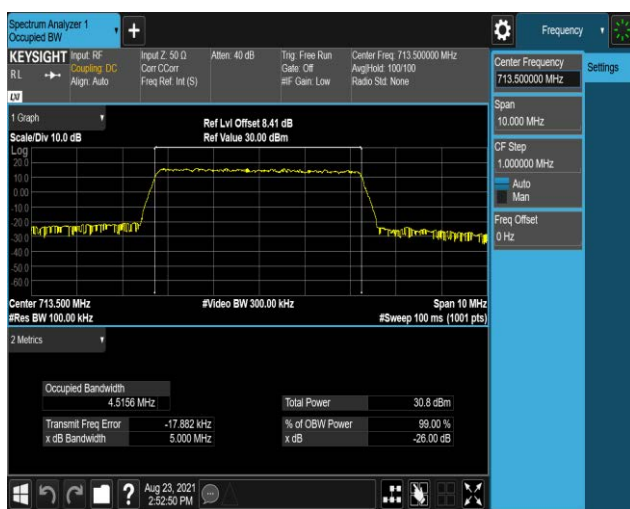 Spectrum Analyzer 1
Occupied BW
+
Frequency
KEYSIGHT
RL
LXI
Input: RF
Coupling: DC
Align: Auto
Input Z: 50 Ω
Corr CCorr
Freq Ref: Int (S)
Atten: 40 dB
Trig: Free Run
Gate: Off
#IF Gain: Low
Center Freq: 713.500000 MHz
Avg|Hold: 100/100
Radio Std: None
Center Frequency
713.500000 MHz
Settings
Span
10.000 MHz
CF Step
1.000000 MHz
Auto
Man
Freq Offset
0 Hz
1 Graph
Scale/Div 10.0 dB
Ref Lvl Offset 8.41 dB
Ref Value 30.00 dBm
Log
20.0
10.0
0.00
-10.0
-20.0
-30.0
-40.0
-50.0
-60.0
Center 713.500 MHz
#Res BW 100.00 kHz
#Video BW 300.00 kHz
Span 10 MHz
#Sweep 100 ms (1001 pts)
2 Metrics
Occupied Bandwidth
4.5156 MHz
Total Power 30.8 dBm
Transmit Freq Error -17.882 kHz
% of OBW Power 99.00 %
x dB Bandwidth 5.000 MHz
x dB -26.00 dB
?
Aug 23, 2021
2:52:50 PM